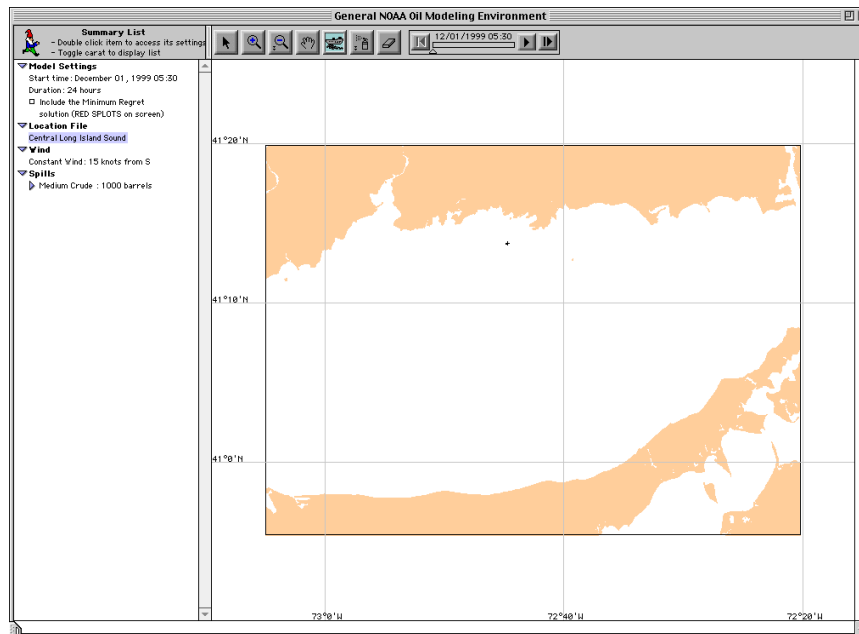 General NOAA Oil Modeling Environment
Summary List
- Double click item to access its settings
- Toggle carat to display list
12/01/1999 05:30
Model Settings
Start time: December 01, 1999 05:30
Duration: 24 hours
Include the Minimum Regret
solution (RED SPLOTS on screen)
Location File
Central Long Island Sound
Wind
Constant Wind: 15 knots from S
Spills
Medium Crude : 1000 barrels
41°20'N
41°10'N
41°0'N
73°0'W
72°40'W
72°20'W